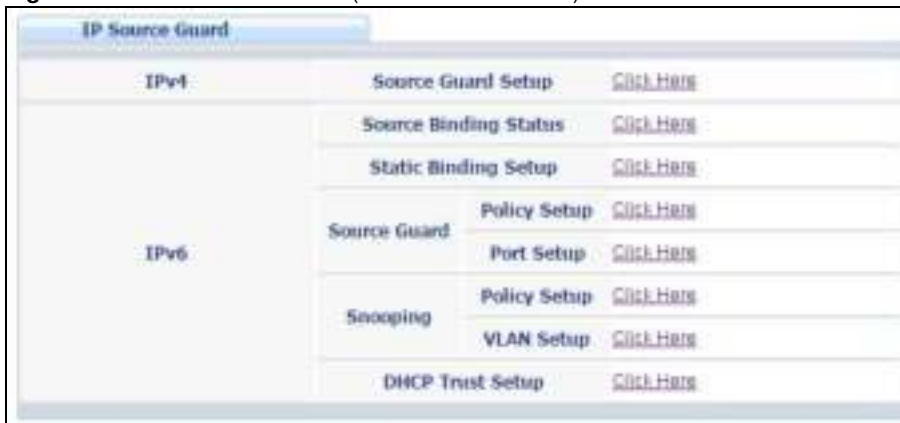 IP Source Guard
IPv4 Source Guard Setup Click Here
IPv6
Source Binding Status Click Here
Static Binding Setup Click Here
Source Guard
Policy Setup Click Here
Port Setup Click Here
Snooping
Policy Setup Click Here
VLAN Setup Click Here
DHCP Trust Setup Click Here